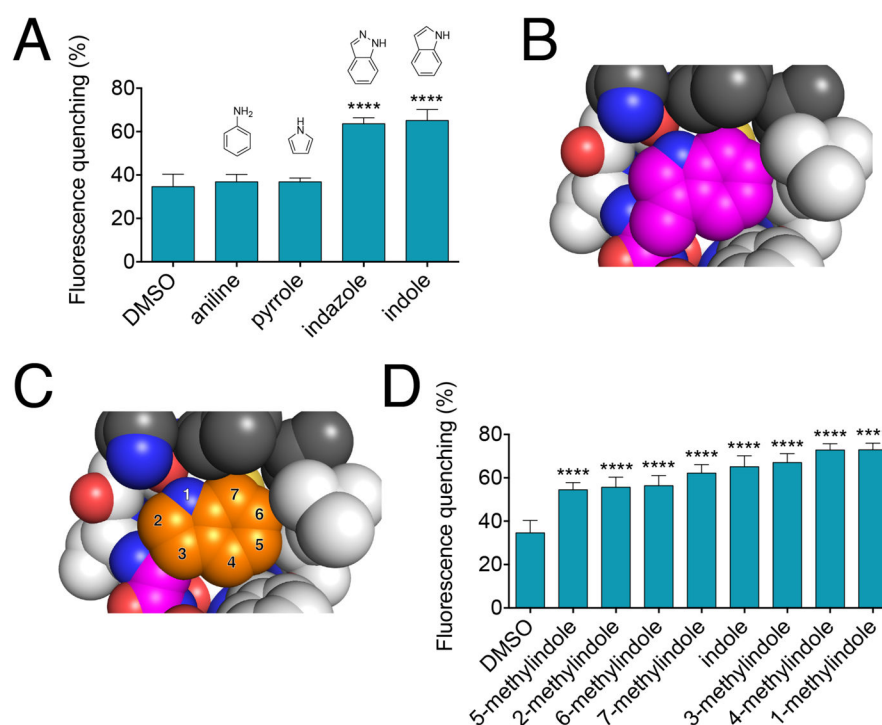 A
Fluorescence quenching (%)
80
60
40
20
0
NH2
H
N
N
NH
NH
****
****
DMSO
aniline
pyrrole
indazole
indole
B
C
1
2
3
4
5
6
7
D
Fluorescence quenching (%)
80
60
40
20
0
****
****
****
****
****
****
****
***
DMSO
5-methylindole
2-methylindole
6-methylindole
7-methylindole
indole
3-methylindole
4-methylindole
1-methylindole